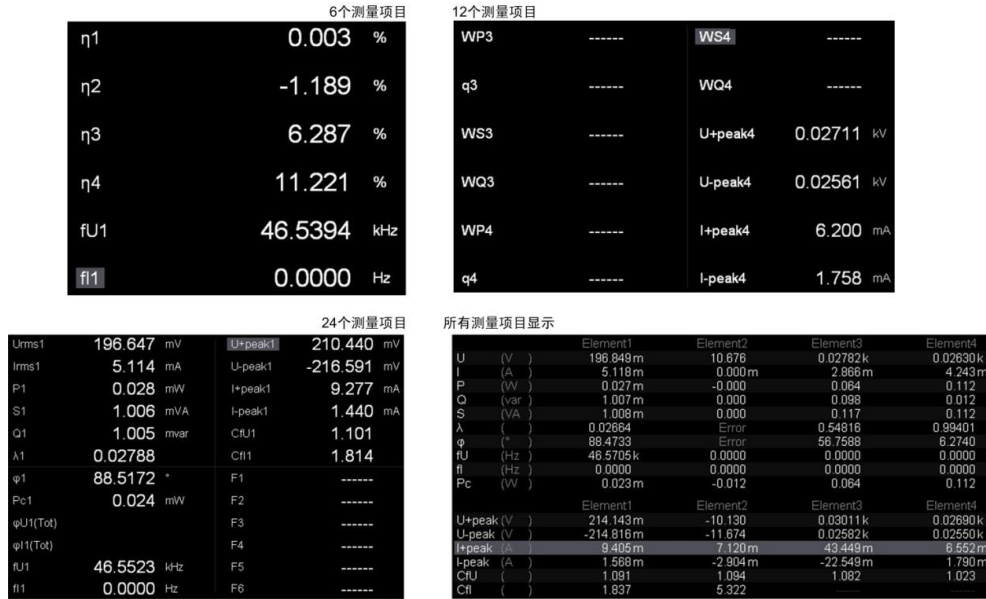 6个测量项目
η1 0.003 %
η2 -1.189 %
η3 6.287 %
η4 11.221 %
fU1 46.5394 kHz
fI1 0.0000 Hz
12个测量项目
WP3 ------ WS4 ------
q3 ------ WQ4 ------
WS3 ------ U+peak4 0.02711 kV
WQ3 ------ U-peak4 0.02561 kV
WP4 ------ I+peak4 6.200 mA
q4 ------ I-peak4 1.758 mA
24个测量项目
Urms1 196.647 mV U+peak1 210.440 mV
Irms1 5.114 mA U-peak1 -216.591 mV
P1 0.028 mW I+peak1 9.277 mA
S1 1.006 mVA I-peak1 1.440 mA
Q1 1.005 mvar CfU1 1.101
λ1 0.02788 CfI1 1.814
φ1 88.5172 ° F1 ------
Pc1 0.024 mW F2 ------
φU1(Tot) F3 ------
φI1(Tot) F4 ------
fU1 46.5523 kHz F5 ------
fI1 0.0000 Hz F6 ------
所有测量项目显示
Element1 Element2 Element3 Element4
U (V ) 196.849m 10.676 0.02782k 0.02630k
I (A ) 5.118m 0.000m 2.866m 4.243m
P (W ) 0.027m -0.000 0.064 0.112
Q (var ) 1.007m 0.000 0.098 0.012
S (VA ) 1.008m 0.000 0.117 0.112
λ ( ) 0.02664 Error 0.54816 0.99401
φ (° ) 88.4733 Error 56.7588 6.2740
fU (Hz ) 46.5705k 0.0000 0.0000 0.0000
fI (Hz ) 0.0000 0.0000 0.0000 0.0000
Pc (W ) 0.023m -0.012 0.064 0.112
Element1 Element2 Element3 Element4
U+peak (V ) 214.143m -10.130 0.03011k 0.02690k
U-peak (V ) -214.816m -11.674 0.02582k 0.02550k
I+peak (A ) 9.405m 7.120m 43.449m 6.552m
I-peak (A ) 1.568m -2.904m -22.549m 1.790m
CfU ( ) 1.091 1.094 1.082 1.023
CfI ( ) 1.837 5.322 ------ ------